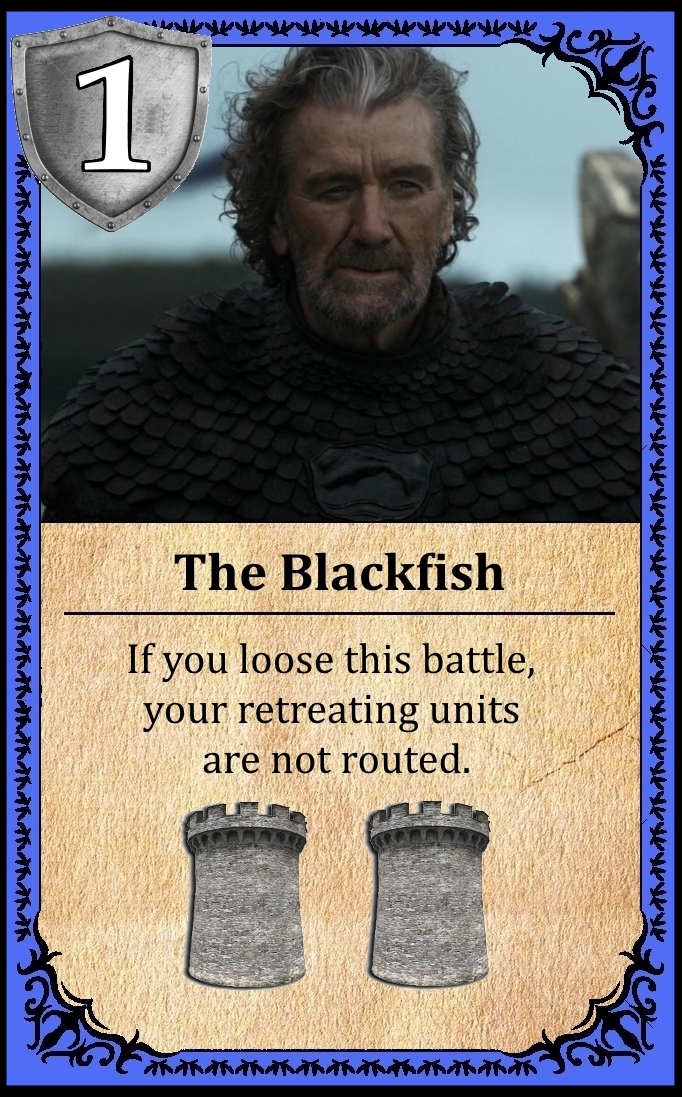 1
The Blackfish
If you loose this battle,
your retreating units
are not routed.